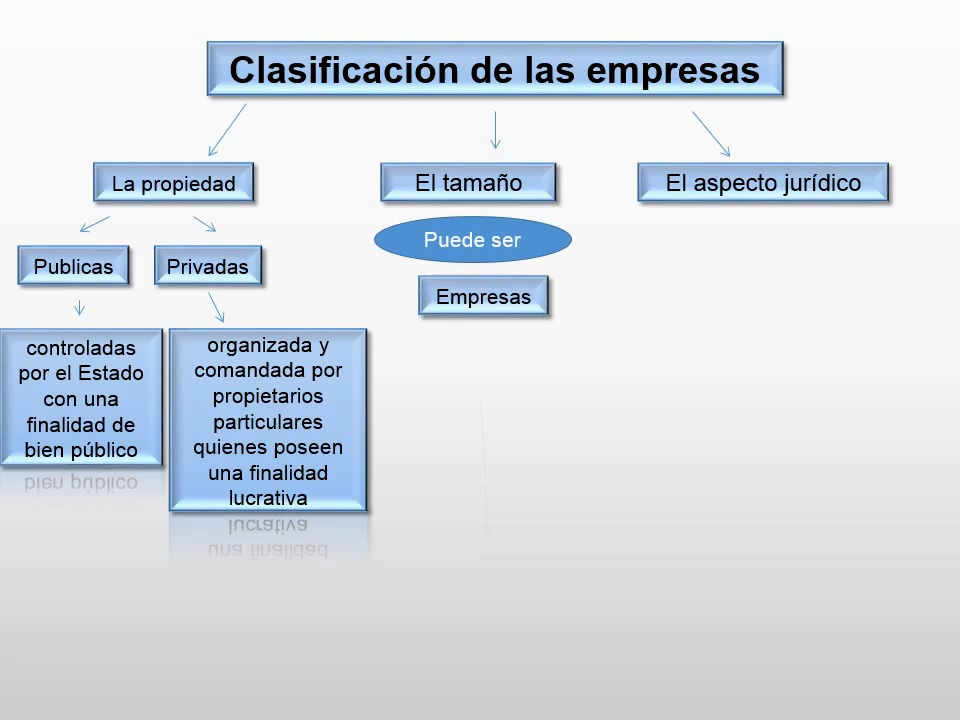 Clasificación de las empresas
La propiedad
El tamaño
El aspecto jurídico
Puede ser
Publicas
Privadas
Empresas
controladas
por el Estado
con una
finalidad de
bien público
organizada y
comandada por
propietarios
particulares
quienes poseen
una finalidad
lucrativa